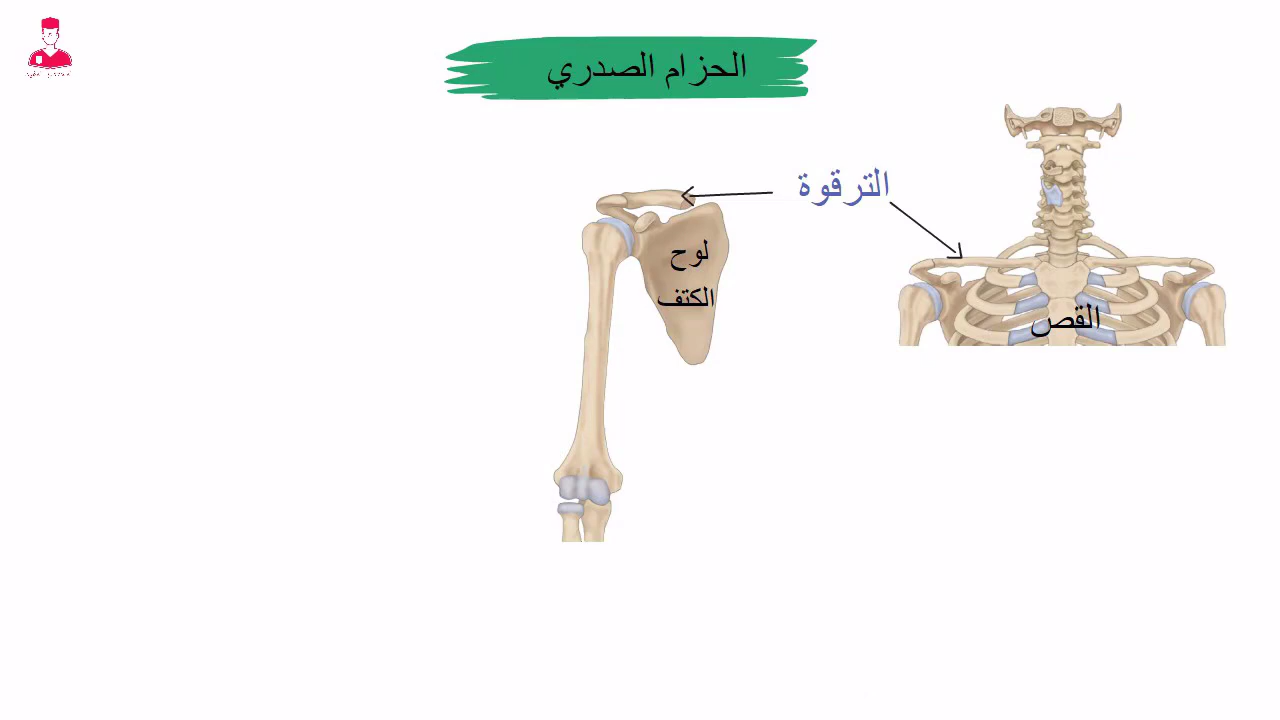 الحزام الصدري
الترقوة
لوح
الكتف
القص